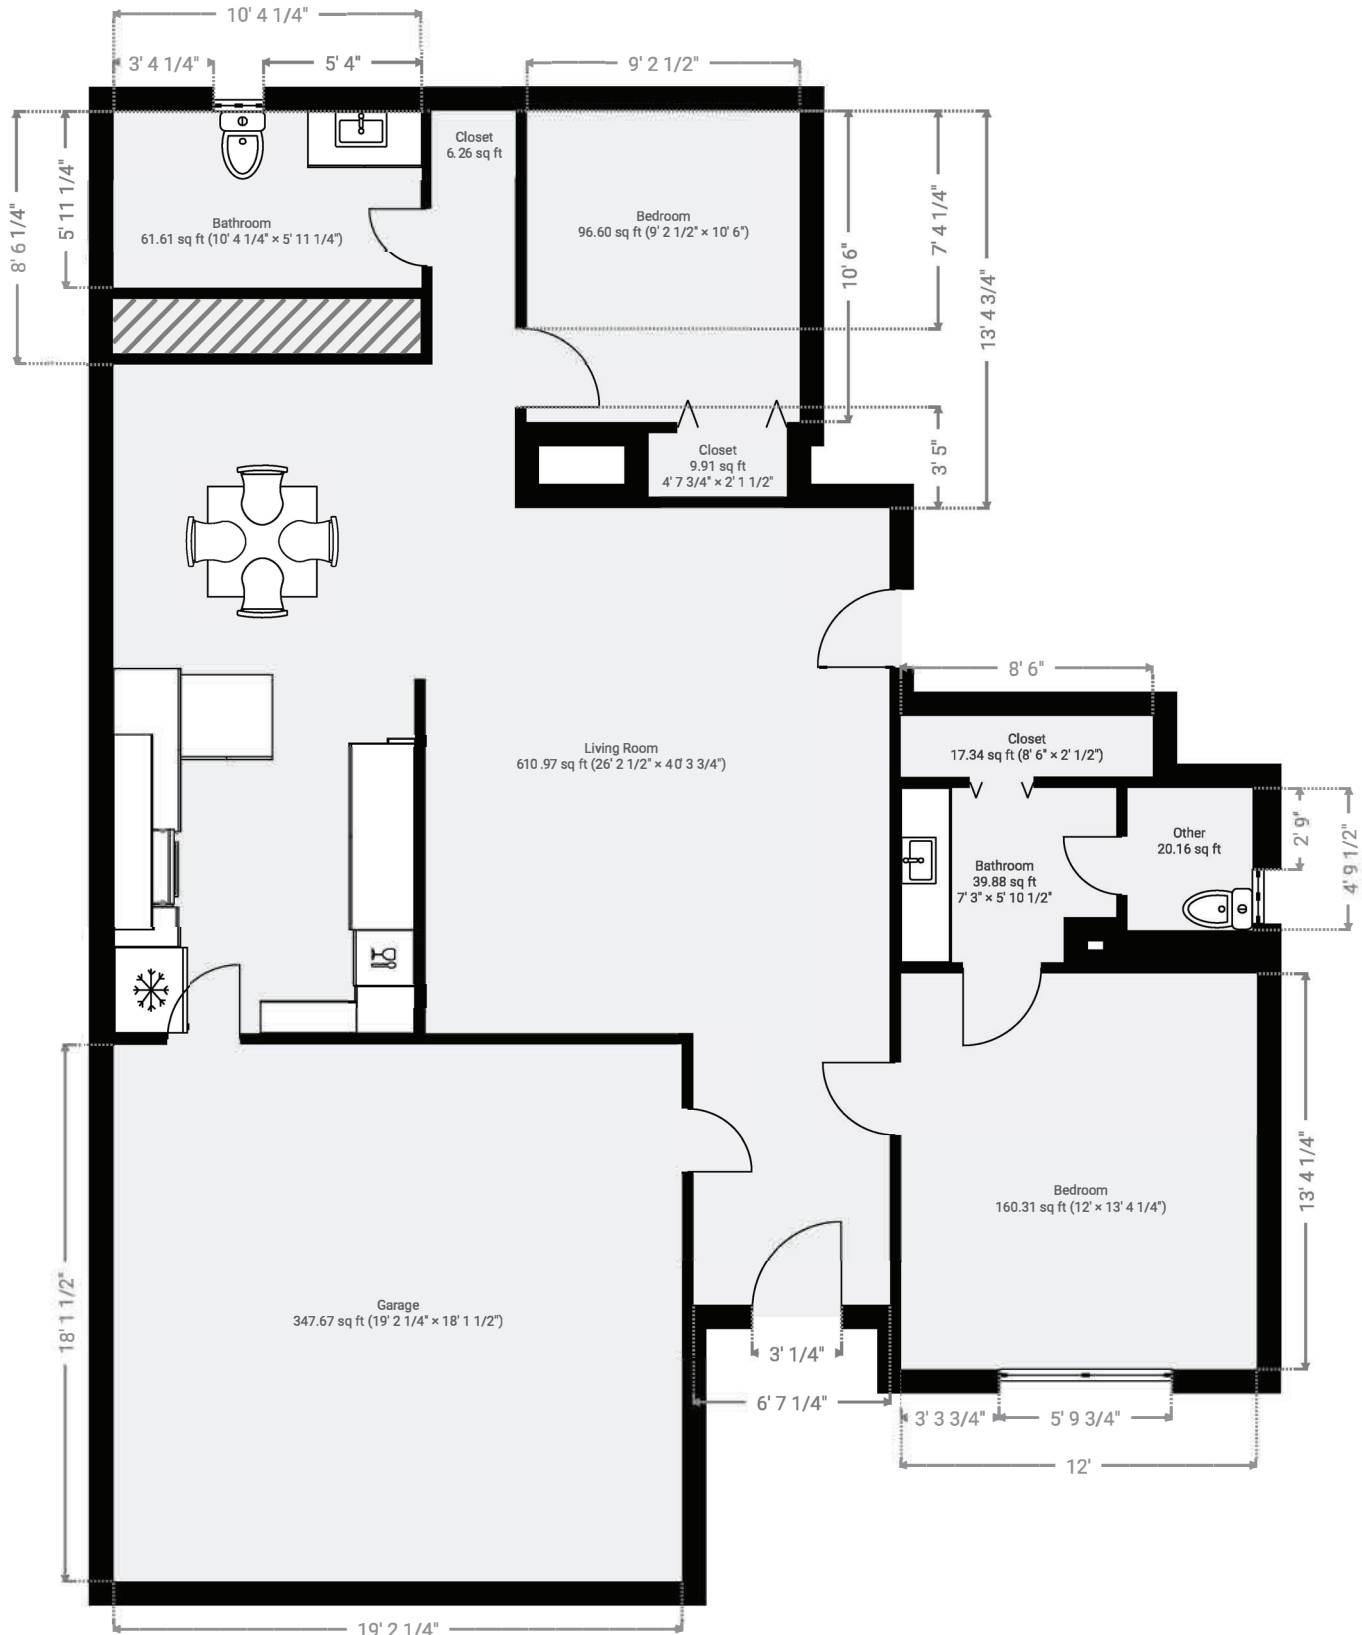 10' 4 1/4"
3' 4 1/4"
5' 4"
9' 2 1/2"
Closet
6.26 sq ft
8' 6 1/4"
5' 11 1/4"
Bathroom
61.61 sq ft (10' 4 1/4" × 5' 11 1/4")
Bedroom
96.60 sq ft (9' 2 1/2" × 10' 6")
10' 6"
7' 4 1/4"
13' 4 3/4"
Closet
9.91 sq ft
4' 7 3/4" × 2' 1 1/2"
3' 5"
8' 6"
Closet
17.34 sq ft (8' 6" × 2' 1/2")
Living Room
610.97 sq ft (26' 2 1/2" × 40' 3 3/4")
2' 9"
4' 9 1/2"
Other
20.16 sq ft
Bathroom
39.88 sq ft
7' 3" × 5' 10 1/2"
Bedroom
160.31 sq ft (12' × 13' 4 1/4")
13' 4 1/4"
18' 1 1/2"
Garage
347.67 sq ft (19' 2 1/4" × 18' 1 1/2")
3' 1/4"
6' 7 1/4"
3' 3 3/4"
5' 9 3/4"
12'
19' 2 1/4"